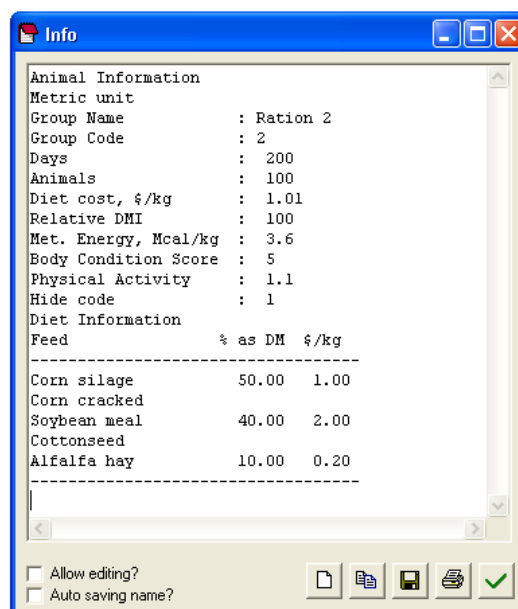 Info
Animal Information
Metric unit
Group Name : Ration 2
Group Code : 2
Days : 200
Animals : 100
Diet cost, $/kg : 1.01
Relative DMI : 100
Met. Energy, Mcal/kg : 3.6
Body Condition Score : 5
Physical Activity : 1.1
Hide code : 1
Diet Information
Feed % as DM $/kg
-----------------------------------
Corn silage 50.00 1.00
Corn cracked
Soybean meal 40.00 2.00
Cottonseed
Alfalfa hay 10.00 0.20
-----------------------------------
Allow editing?
Auto saving name?